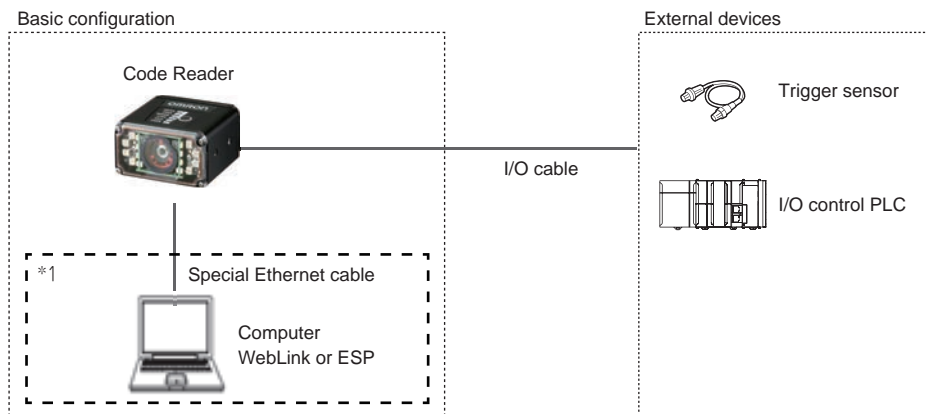 Basic configuration
External devices
Code Reader
omron
Trigger sensor
I/O cable
I/O control PLC
*1
Special Ethernet cable
Computer
WebLink or ESP